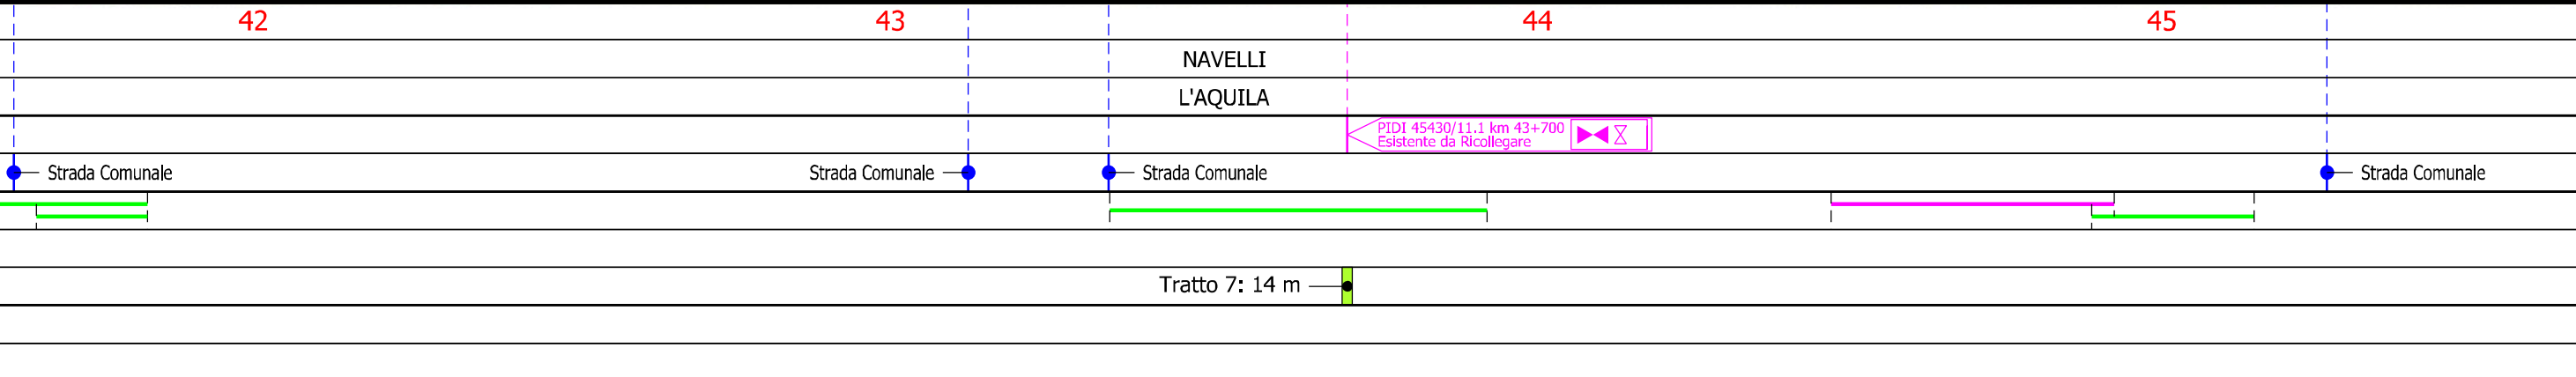 42 43 44 45
NAVELLI
L'AQUILA
PIDI 45430/11.1 km 43+700
Esistente da Ricollegare
Strada Comunale Strada Comunale Strada Comunale Strada Comunale
Tratto 7: 14 m